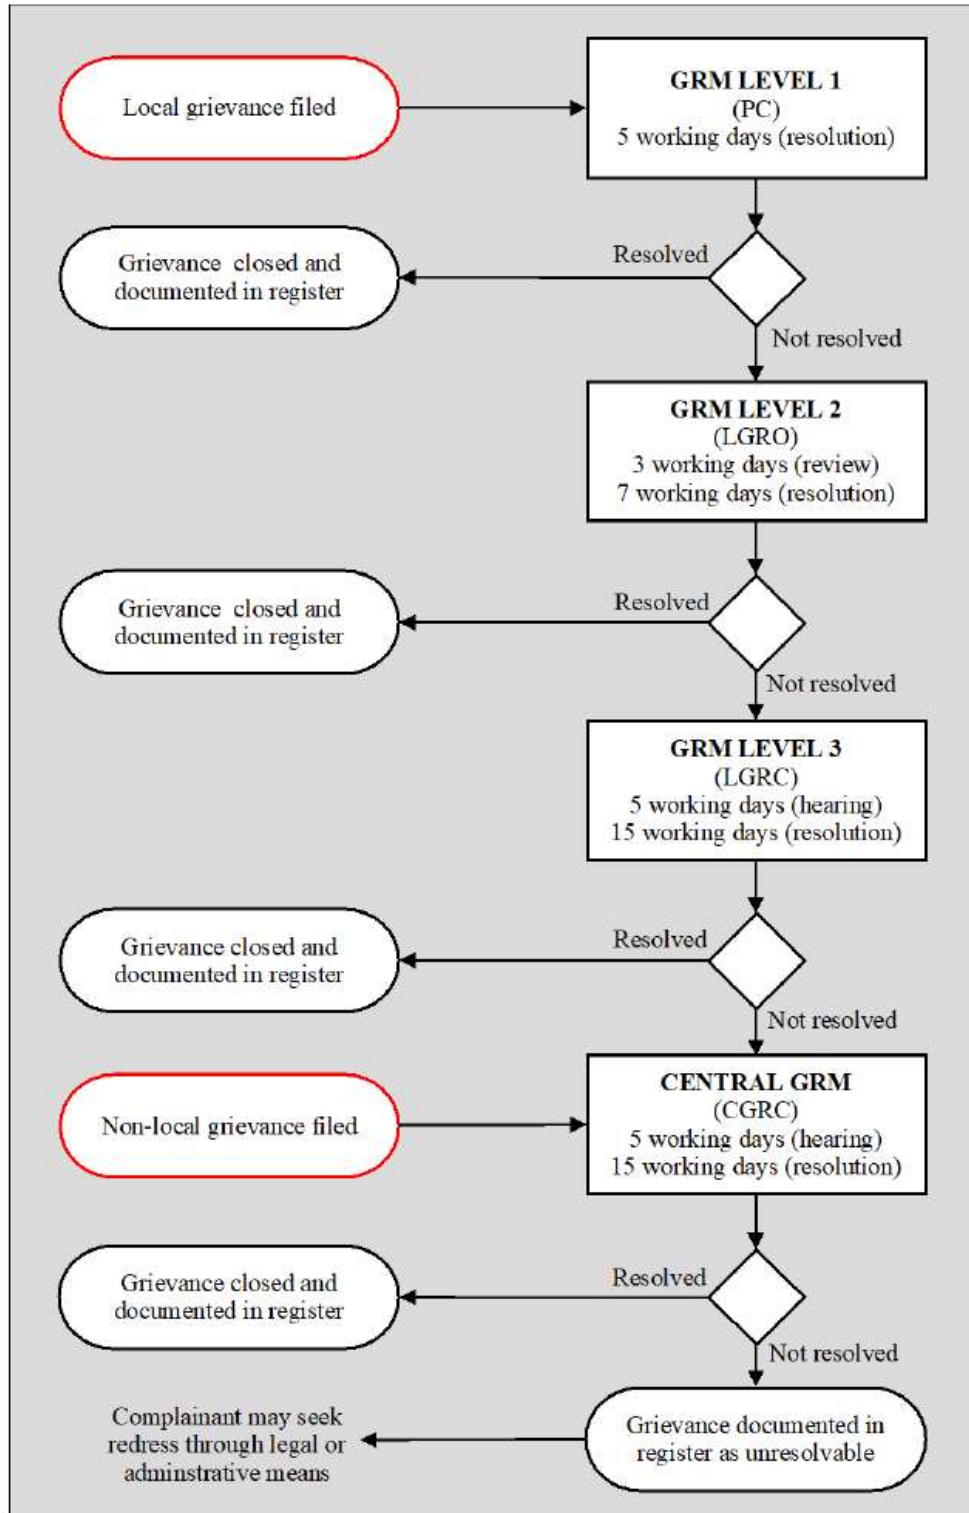 Local grievance filed
GRM LEVEL 1
(PC)
5 working days (resolution)
Resolved
Grievance closed and
documented in register
Not resolved
GRM LEVEL 2
(LGRO)
3 working days (review)
7 working days (resolution)
Resolved
Grievance closed and
documented in register
Not resolved
GRM LEVEL 3
(LGRC)
5 working days (hearing)
15 working days (resolution)
Resolved
Grievance closed and
documented in register
Not resolved
Non-local grievance filed
CENTRAL GRM
(CGRC)
5 working days (hearing)
15 working days (resolution)
Resolved
Grievance closed and
documented in register
Not resolved
Grievance documented in
register as unresolvable
Complainant may seek
redress through legal or
adminstrative means